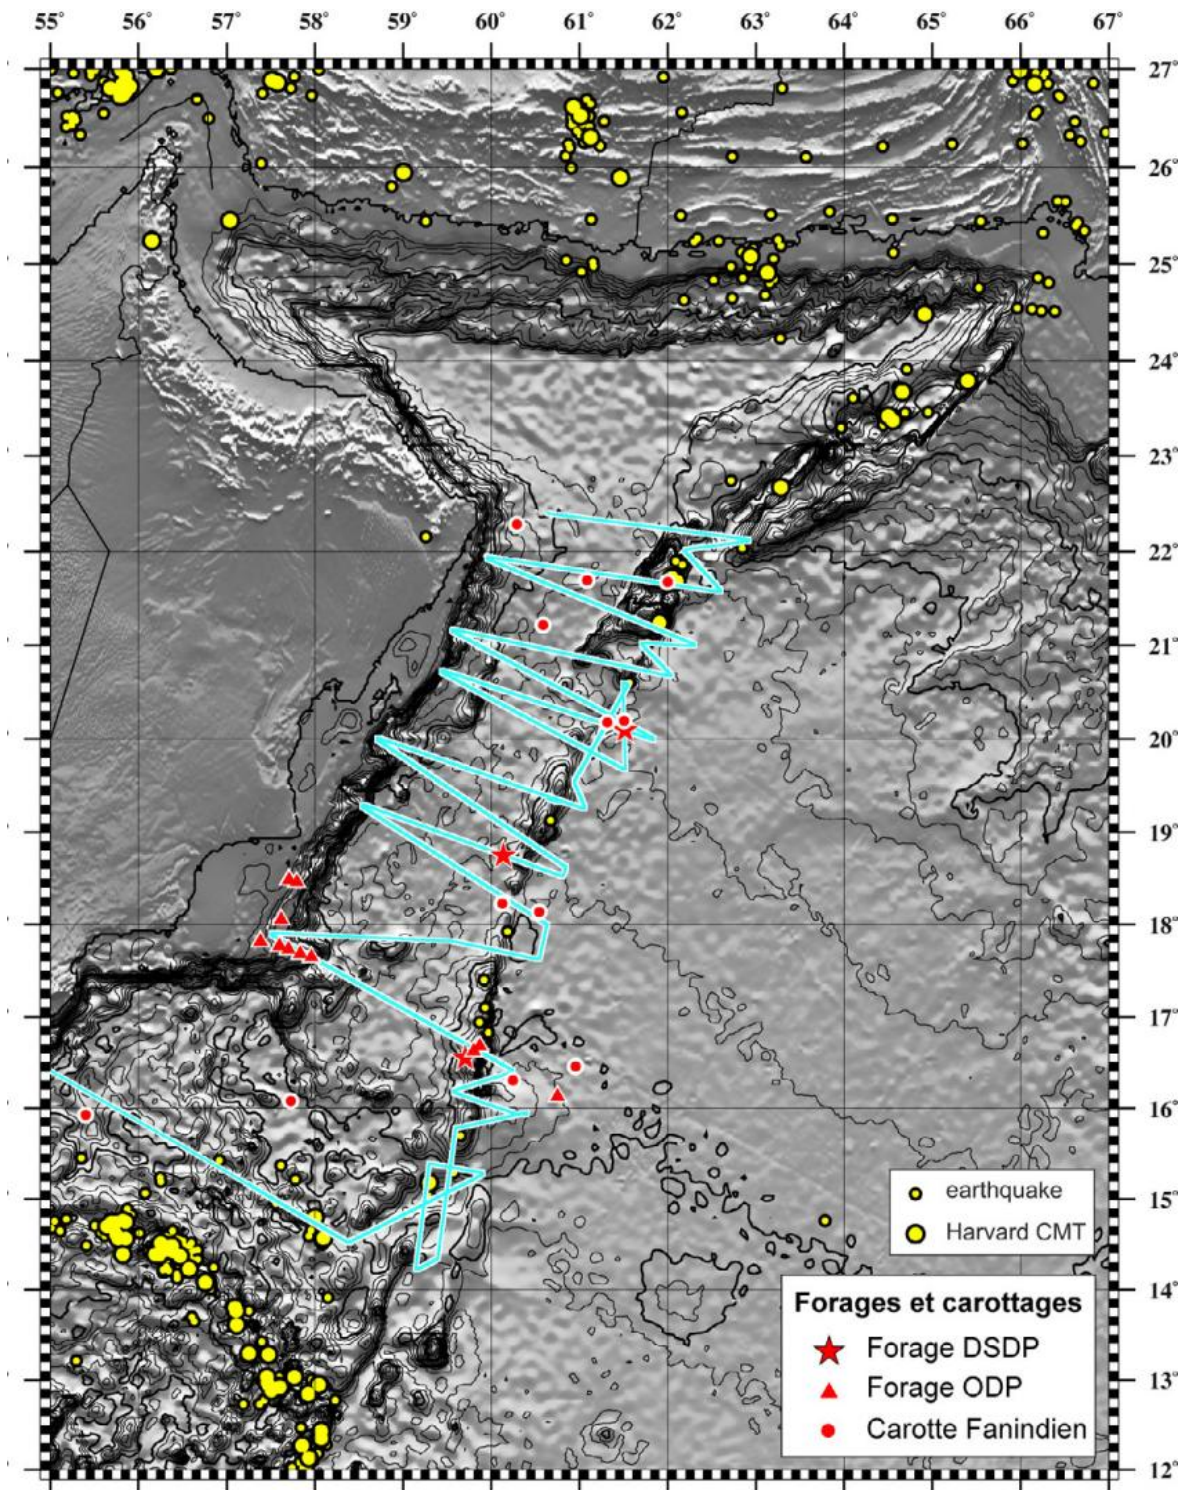 55° 56° 57° 58° 59° 60° 61° 62° 63° 64° 65° 66° 67°
27°
26°
25°
24°
23°
22°
21°
20°
19°
18°
17°
16°
15°
14°
13°
12°
earthquake
Harvard CMT
Forages et carottages
Forage DSDP
Forage ODP
Carotte Fanindien